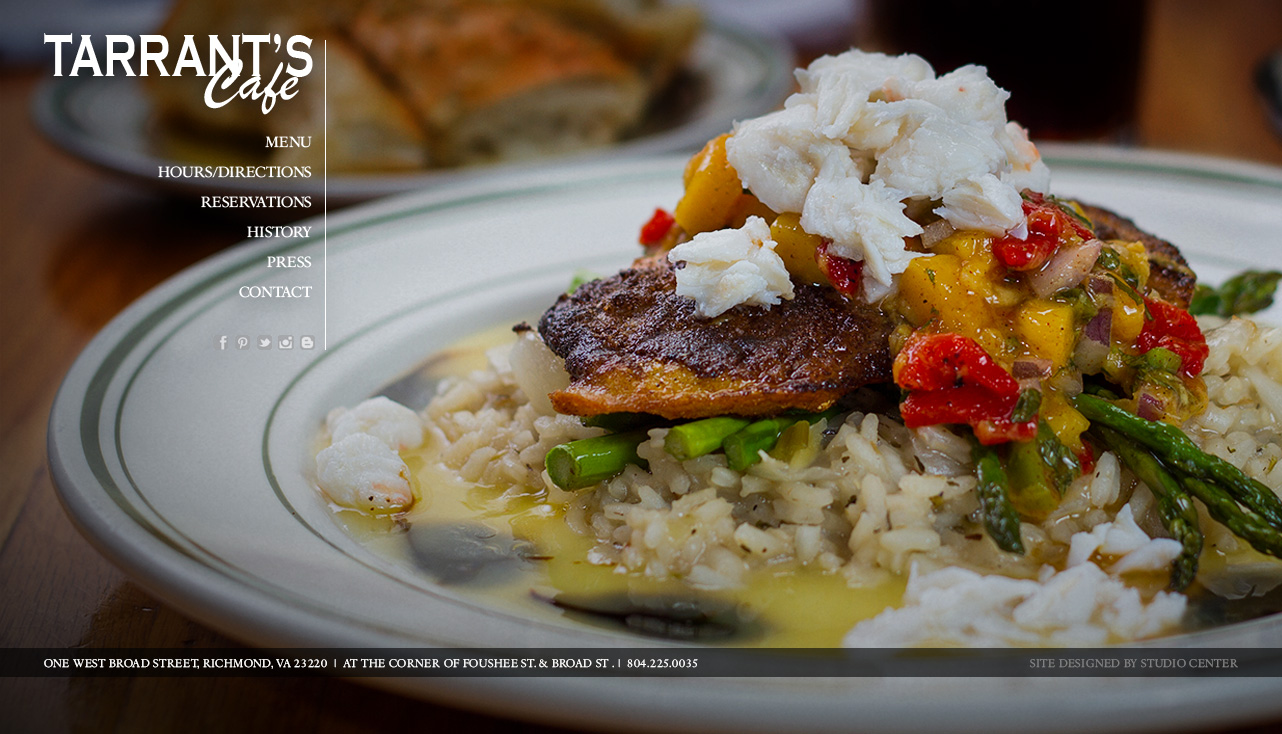 TARRANT'S
Café
MENU
HOURS/DIRECTIONS
RESERVATIONS
HISTORY
PRESS
CONTACT
ONE WEST BROAD STREET, RICHMOND, VA 23220 | AT THE CORNER OF FOUSHEE ST. & BROAD ST . | 804.225.0035
SITE DESIGNED BY STUDIO CENTER